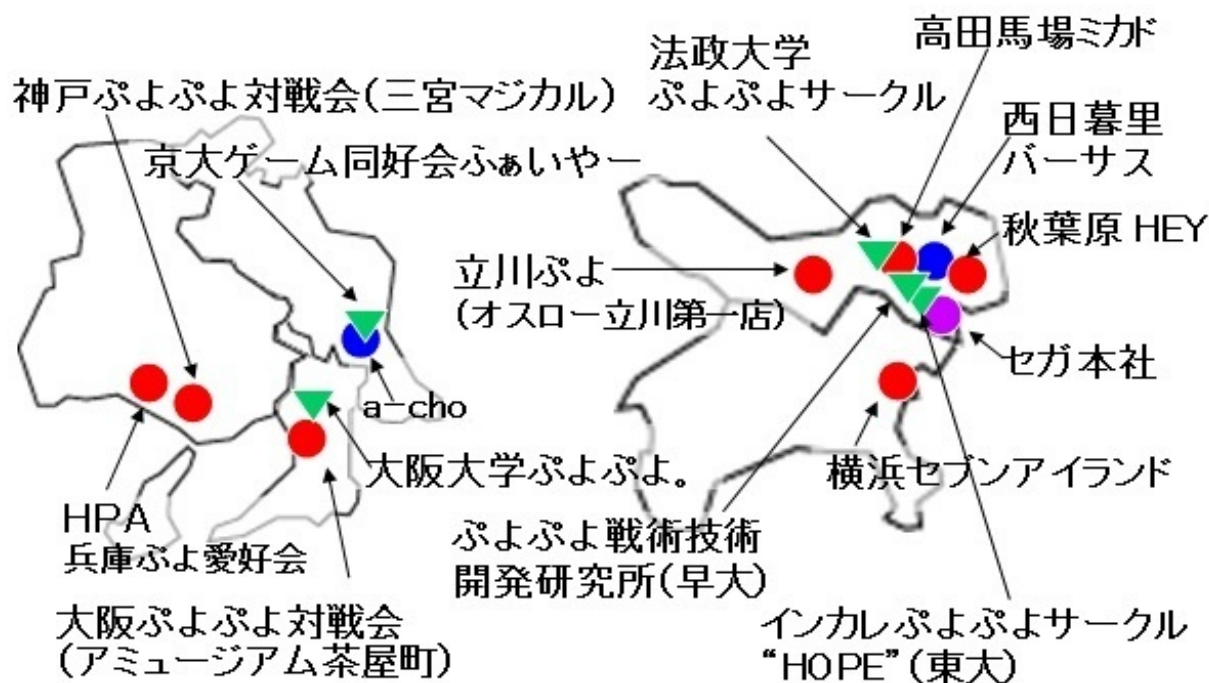 神戸ぷよぷよ対戦会(三宮マジカル)
京大ゲーム同好会ふぁいやー
a-cho
大阪大学ぷよぷよ。
HPA
兵庫ぷよ愛好会
大阪ぷよぷよ対戦会
(アミュージアム茶屋町)
法政大学
ぷよぷよサークル
高田馬場ミカド
西日暮里
バーサス
秋葉原 HEY
立川ぷよ
(オスロー立川第一店)
セガ本社
横浜セブンアイランド
ぷよぷよ戦術技術
開発研究所(早大)
インカレぷよぷよサークル
“HOPE”(東大)